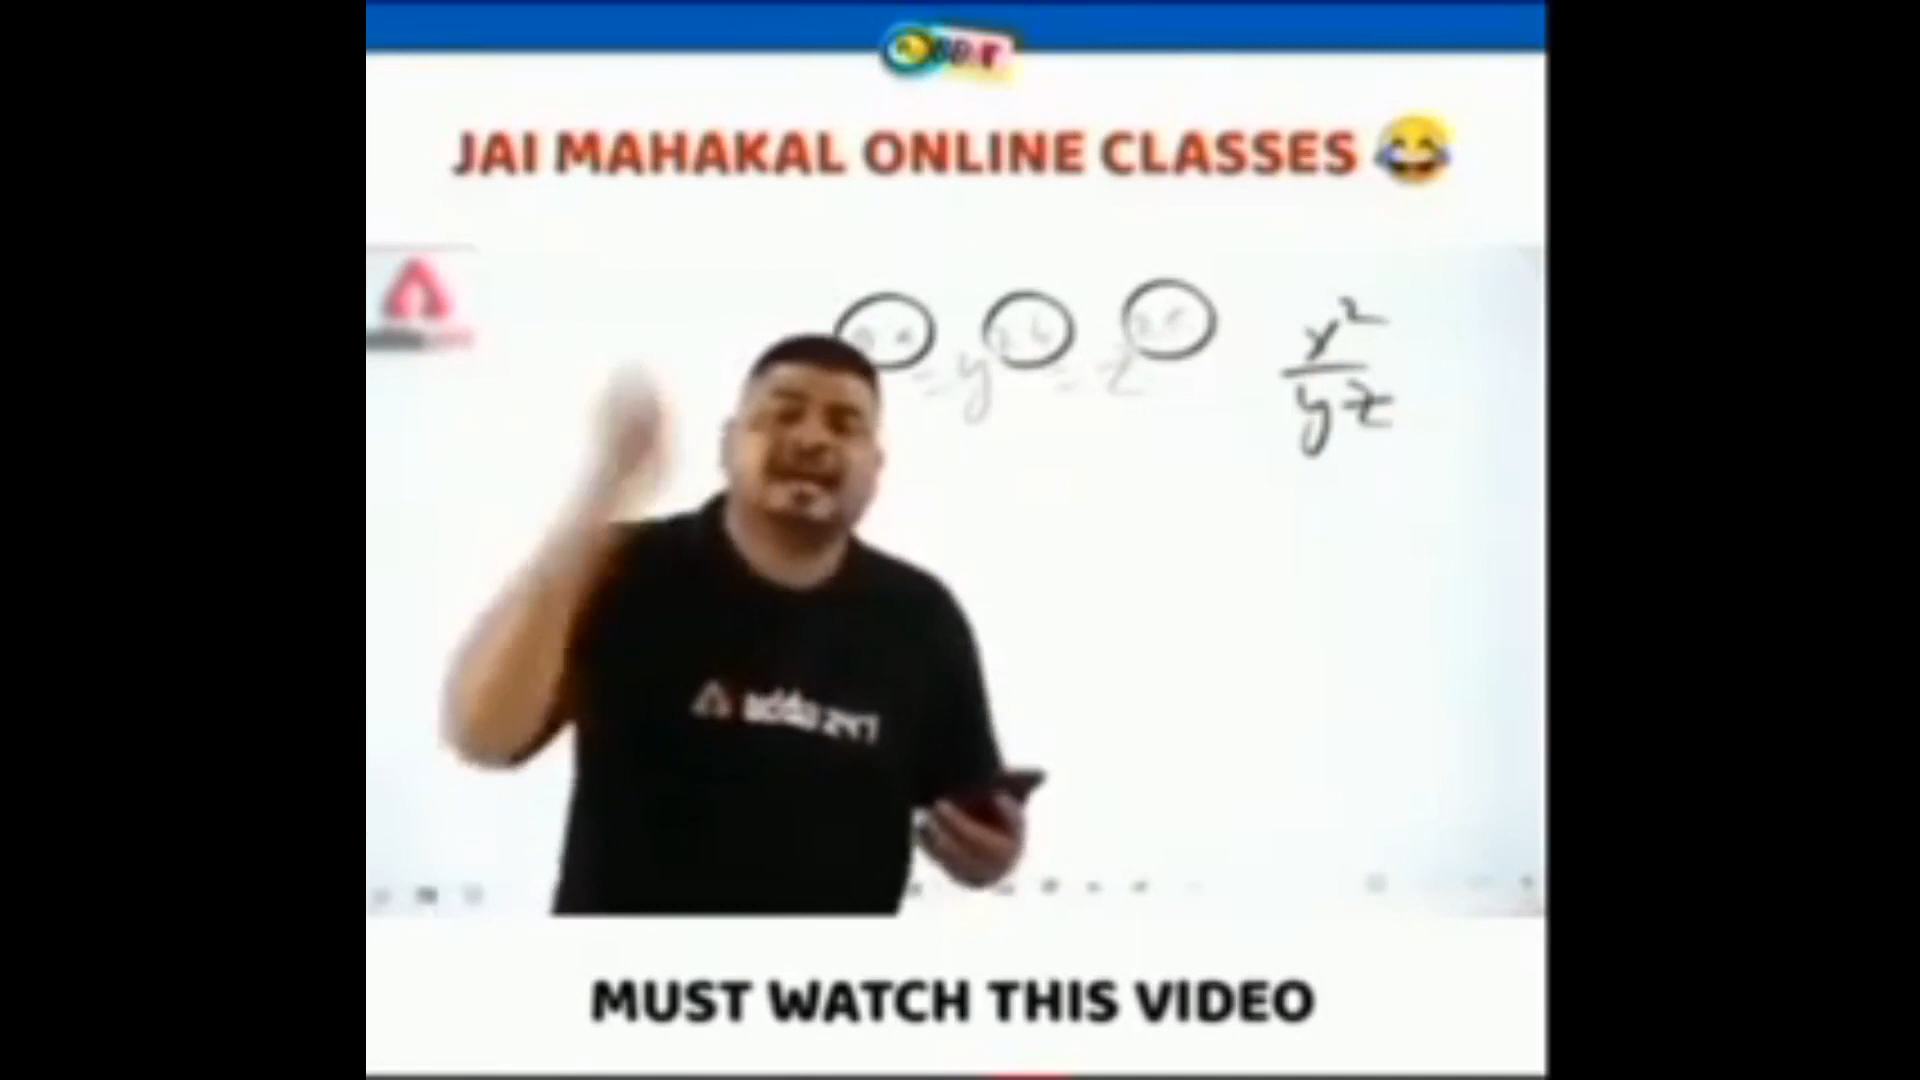 JAI MAHAKAL ONLINE CLASSES 😂
= y = z
x²
yz
adda 247
MUST WATCH THIS VIDEO